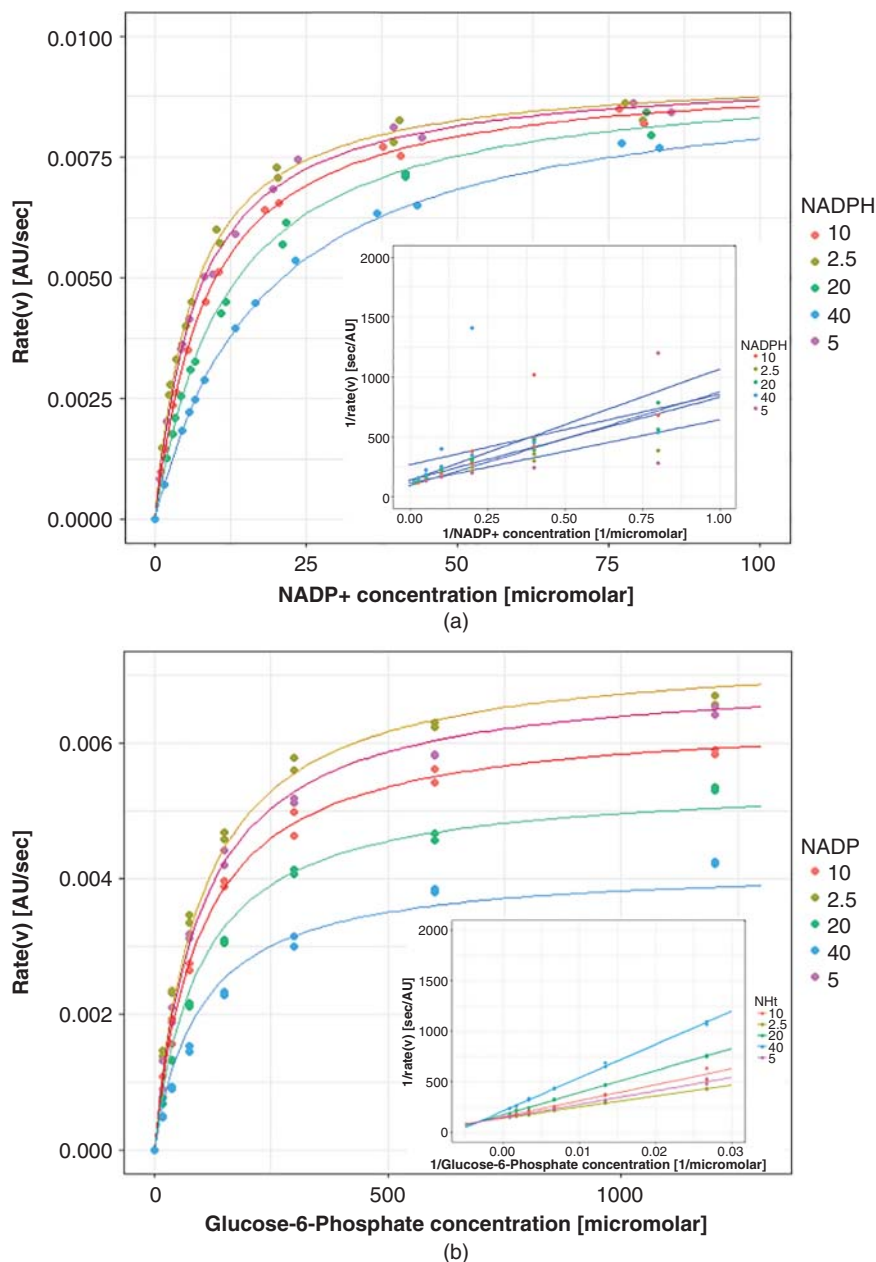 0.0100
0.0075
0.0050
0.0025
0.0000
Rate(v) [AU/sec]
0 25 50 75 100
NADP+ concentration [micromolar]
NADPH
10
2.5
20
40
5
2000
1500
1000
500
0
1/rate(v) [sec/AU]
0.00 0.25 0.50 0.75 1.00
1/NADP+ concentration [1/micromolar]
NADPH
10
2.5
20
40
5
(a)
0.006
0.004
0.002
0.000
Rate(v) [AU/sec]
0 500 1000
Glucose-6-Phosphate concentration [micromolar]
NADP
10
2.5
20
40
5
2000
1500
1000
500
0
1/rate(v) [sec/AU]
0.00 0.01 0.02 0.03
1/Glucose-6-Phosphate concentration [1/micromolar]
NHt
10
2.5
20
40
5
(b)